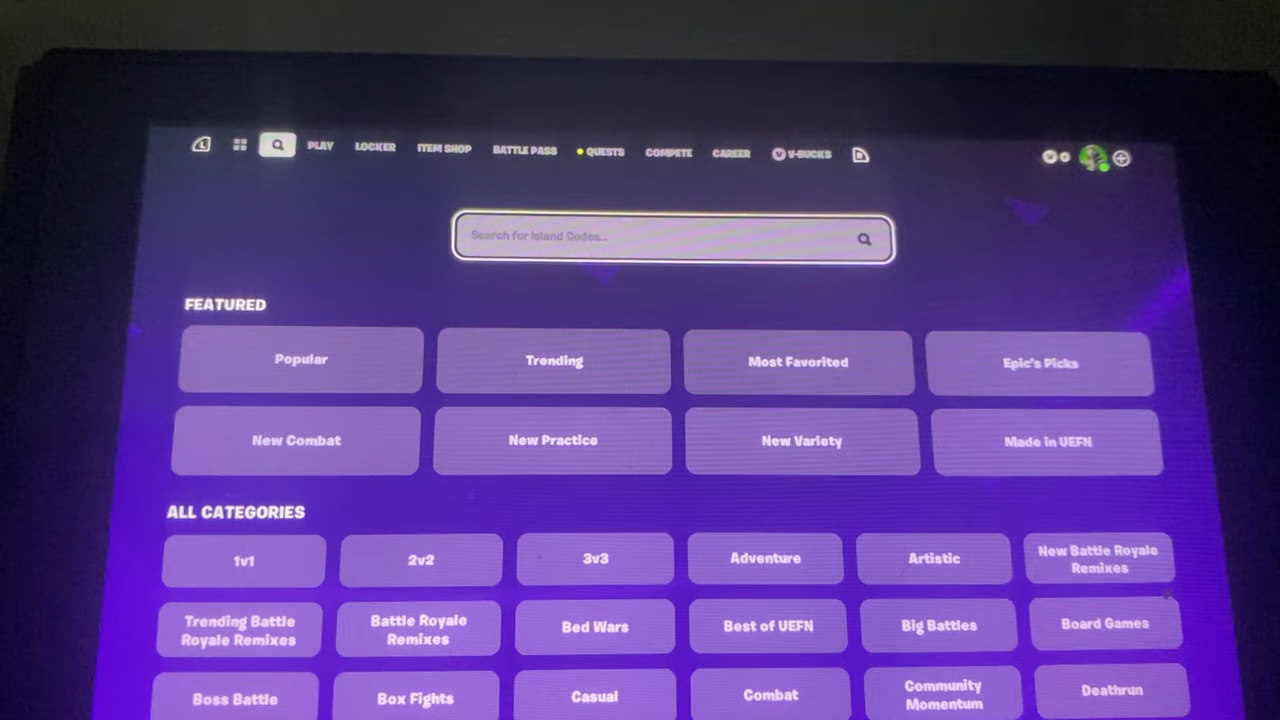 L PLAY LOCKER ITEM SHOP BATTLE PASS QUESTS COMPETE CAREER V V-BUCKS R
Search for Island Codes...
FEATURED
Popular Trending Most Favorited Epic's Picks
New Combat New Practice New Variety Made in UEFN
ALL CATEGORIES
1v1 2v2 3v3 Adventure Artistic New Battle Royale
Remixes
Trending Battle
Royale Remixes
Battle Royale
Remixes
Bed Wars Best of UEFN Big Battles Board Games
Boss Battle Box Fights Casual Combat Community
Momentum
Deathrun